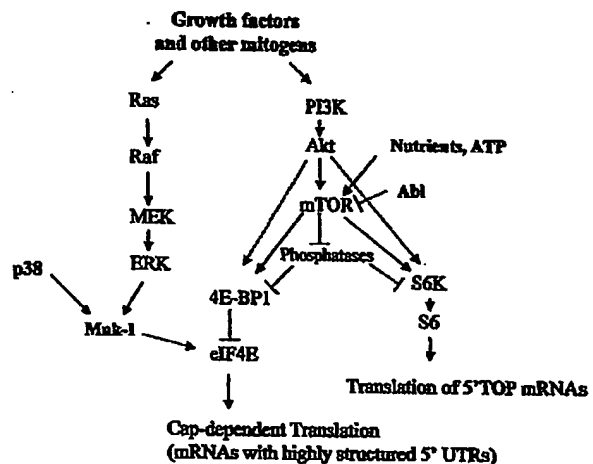 Growth factors
and other mitogens
Ras
PI3K
Raf
Akt
Nutrients, ATP
mTOR
Abl
MEK
Phosphatases
ERK
p38
4E-BP1
S6K
Mnk-1
S6
eIF4E
Translation of 5'TOP mRNAs
Cap-dependent Translation
(mRNAs with highly structured 5' UTRs)